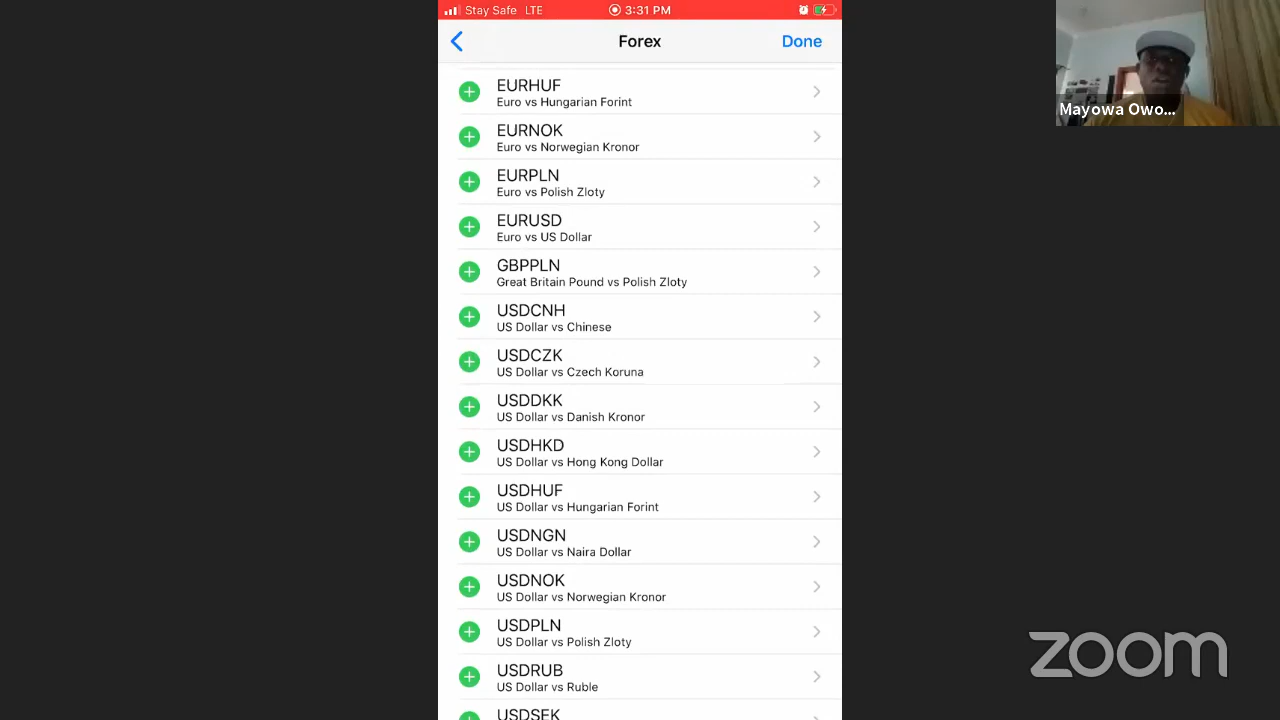 Stay Safe LTE
3:31 PM
Forex
Done
EURHUF
Euro vs Hungarian Forint
EURNOK
Euro vs Norwegian Kronor
EURPLN
Euro vs Polish Zloty
EURUSD
Euro vs US Dollar
GBPPLN
Great Britain Pound vs Polish Zloty
USDCNH
US Dollar vs Chinese
USDCZK
US Dollar vs Czech Koruna
USDDKK
US Dollar vs Danish Kronor
USDHKD
US Dollar vs Hong Kong Dollar
USDHUF
US Dollar vs Hungarian Forint
USDNGN
US Dollar vs Naira Dollar
USDNOK
US Dollar vs Norwegian Kronor
USDPLN
US Dollar vs Polish Zloty
USDRUB
US Dollar vs Ruble
USDSEK
Mayowa Owo...
zoom